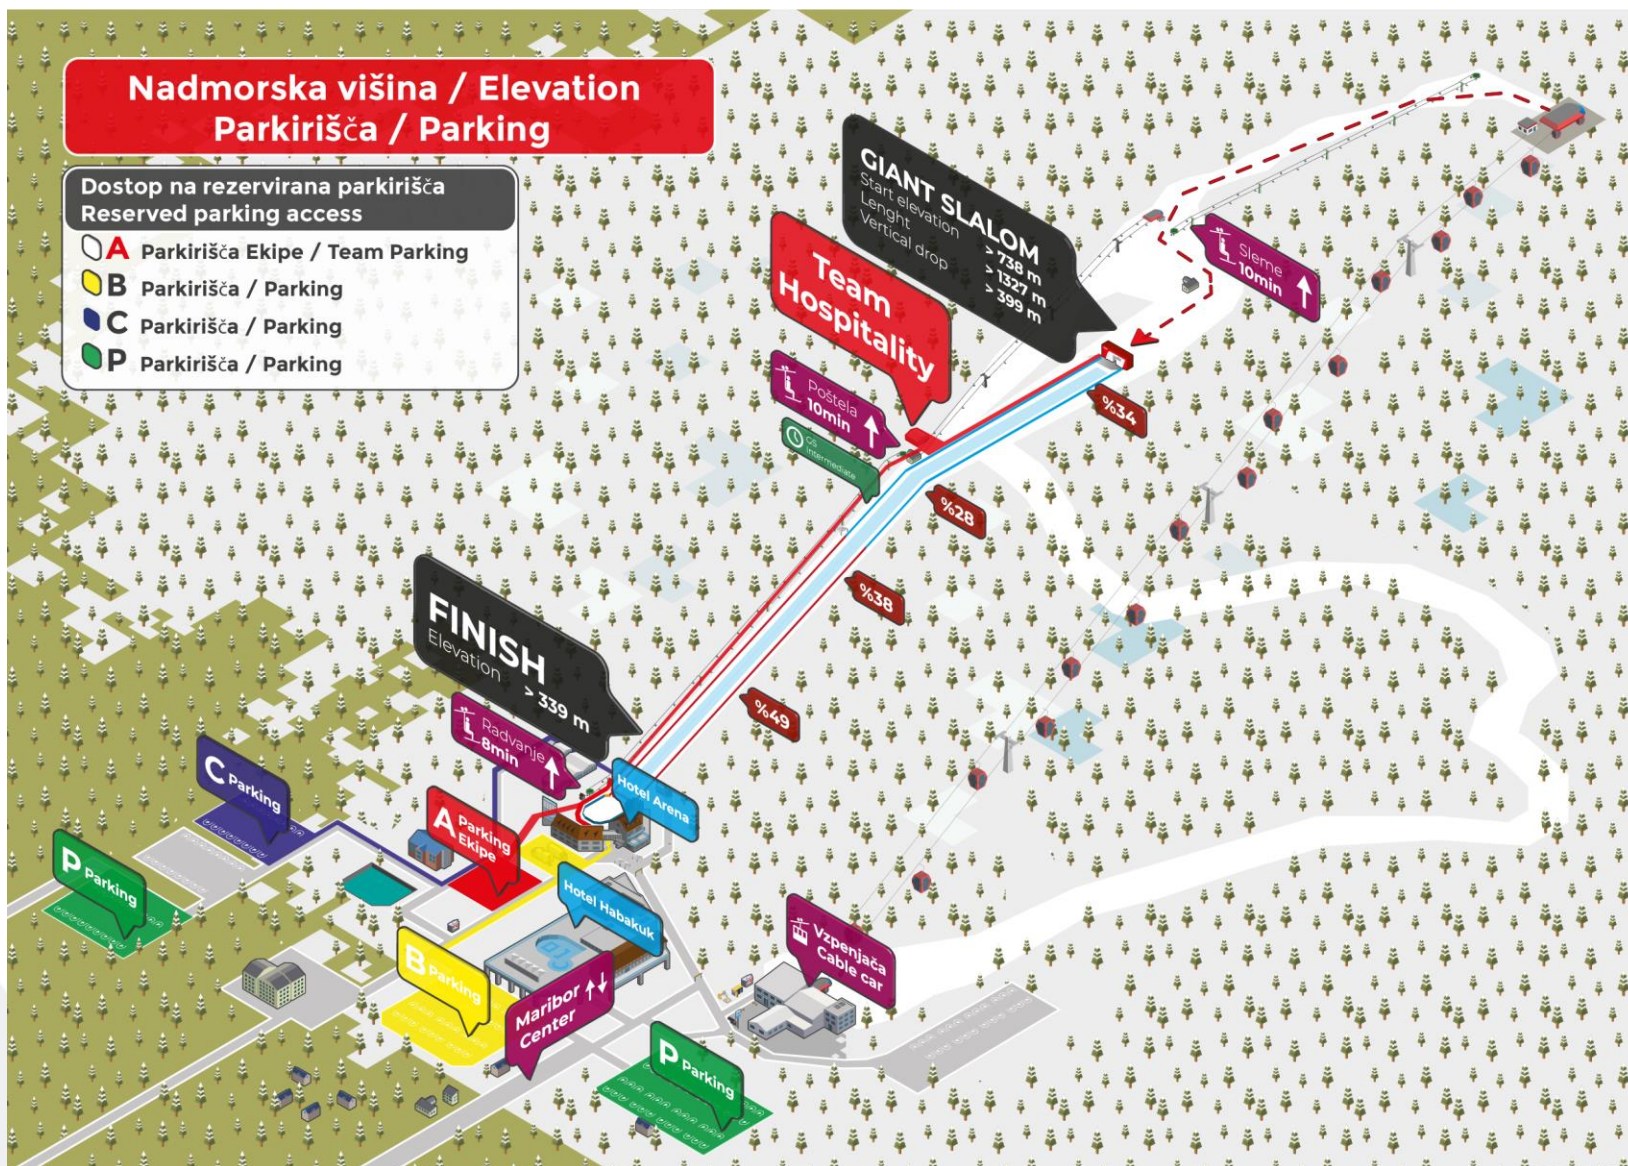 Nadmorska višina / Elevation
Parkirišča / Parking
Dostop na rezervirana parkirišča
Reserved parking access
A Parkirišča Ekipe / Team Parking
B Parkirišča / Parking
C Parkirišča / Parking
P Parkirišča / Parking
GIANT SLALOM
Start elevation > 738 m
Lenght > 1327 m
Vertical drop > 399 m
Team
Hospitality
Sleme
10min
Poštela
10min
GS
Intermediate
%34
%28
%38
%49
FINISH
Elevation > 339 m
Radvanje
8min
Hotel Arena
C Parking
A Parking
Ekipe
P Parking
Hotel Habakuk
B Parking
Maribor
Center
Vzpenjača
Cable car
P Parking